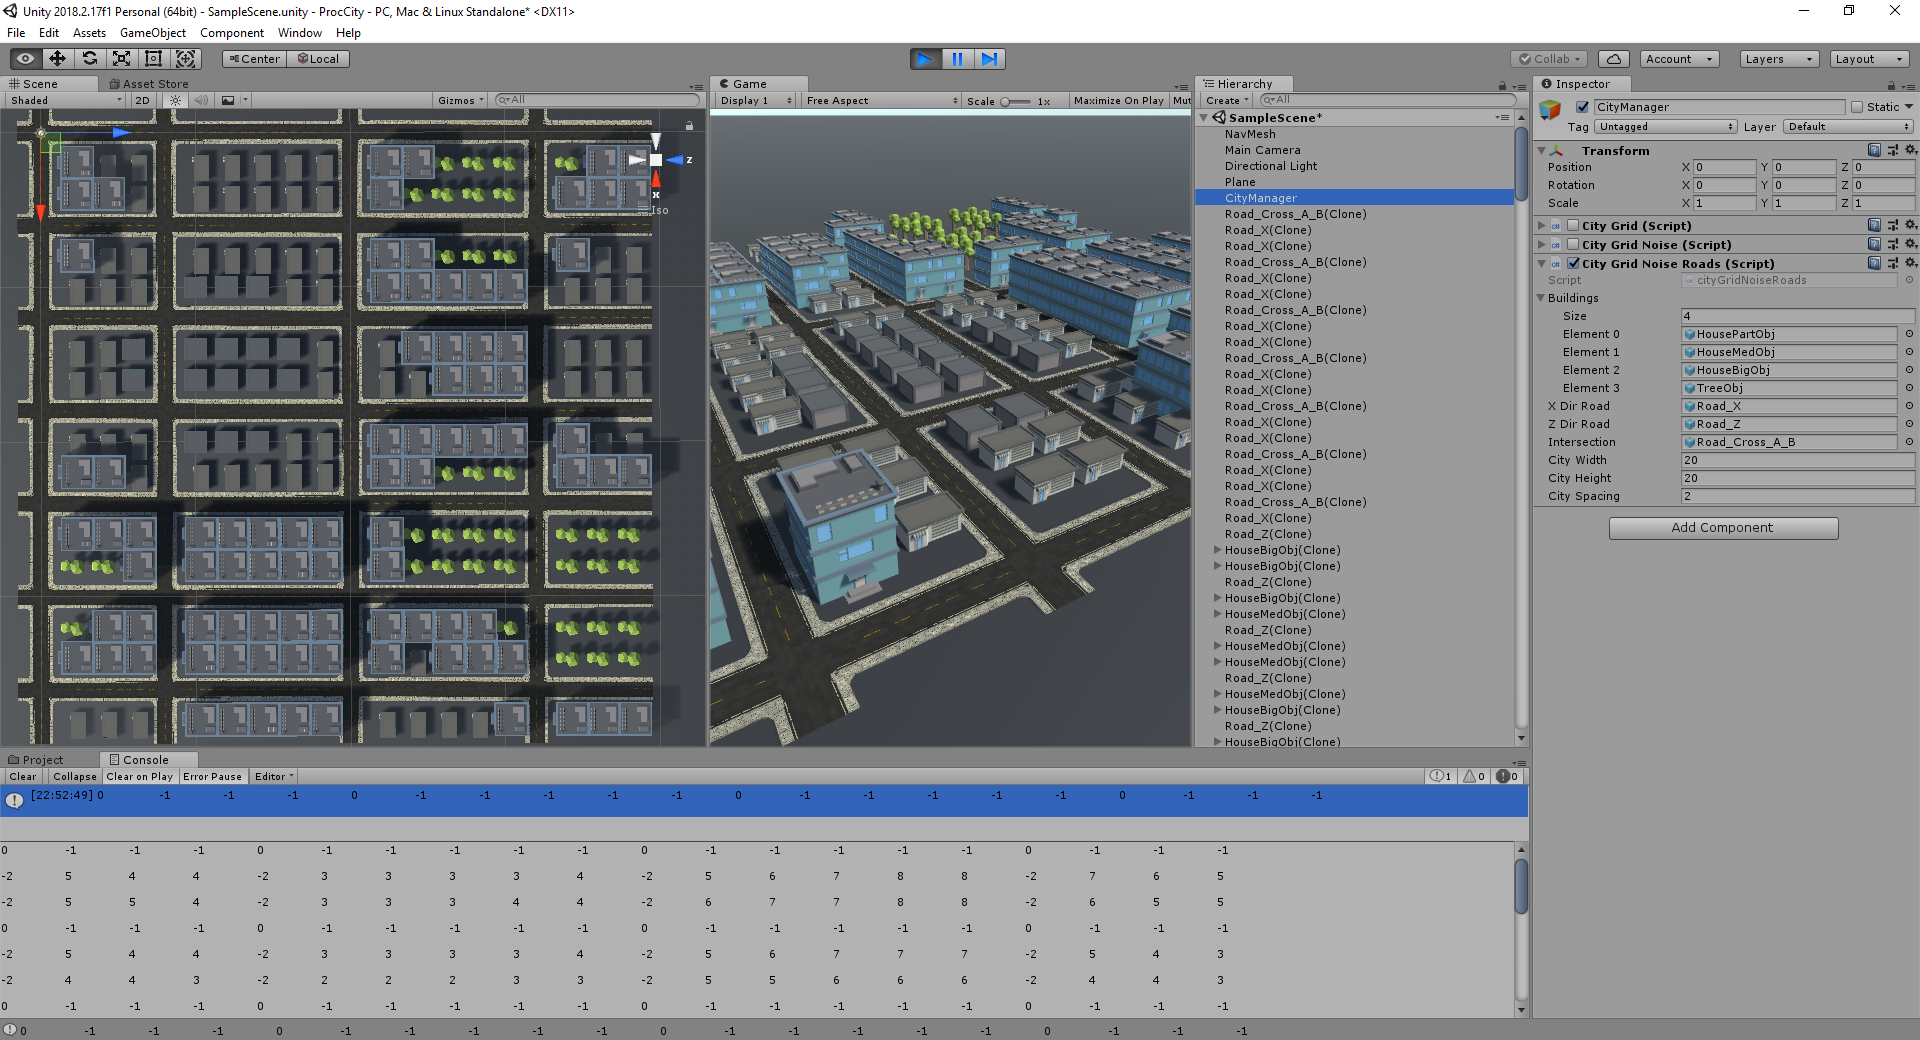 Unity 2018.2.17f1 Personal (64bit) - SampleScene.unity - ProcCity - PC, Mac & Linux Standalone* <DX11>
File Edit Assets GameObject Component Window Help
Center Local Collab Account Layers Layout
Scene Asset Store
Shaded 2D Gizmos All
z
x
Iso
Game
Display 1 Free Aspect Scale 1x Maximize On Play Mut
Hierarchy
Create All
SampleScene*
NavMesh
Main Camera
Directional Light
Plane
CityManager
Road_Cross_A_B(Clone)
Road_X(Clone)
Road_X(Clone)
Road_Cross_A_B(Clone)
Road_X(Clone)
Road_X(Clone)
Road_Cross_A_B(Clone)
Road_X(Clone)
Road_X(Clone)
Road_Cross_A_B(Clone)
Road_X(Clone)
Road_X(Clone)
Road_Cross_A_B(Clone)
Road_X(Clone)
Road_X(Clone)
Road_Cross_A_B(Clone)
Road_X(Clone)
Road_X(Clone)
Road_Cross_A_B(Clone)
Road_X(Clone)
Road_Z(Clone)
HouseBigObj(Clone)
HouseBigObj(Clone)
Road_Z(Clone)
HouseBigObj(Clone)
HouseMedObj(Clone)
Road_Z(Clone)
HouseMedObj(Clone)
HouseMedObj(Clone)
Road_Z(Clone)
HouseMedObj(Clone)
HouseBigObj(Clone)
Road_Z(Clone)
HouseBigObj(Clone)
Inspector
CityManager Static
Tag Untagged Layer Default
Transform
Position X 0 Y 0 Z 0
Rotation X 0 Y 0 Z 0
Scale X 1 Y 1 Z 1
City Grid (Script)
City Grid Noise (Script)
City Grid Noise Roads (Script)
Script cityGridNoiseRoads
Buildings
Size 4
Element 0 HousePartObj
Element 1 HouseMedObj
Element 2 HouseBigObj
Element 3 TreeObj
X Dir Road Road_X
Z Dir Road Road_Z
Intersection Road_Cross_A_B
City Width 20
City Height 20
City Spacing 2
Add Component
Project Console
Clear Collapse Clear on Play Error Pause Editor 1 0 0
[22:52:49] 0 -1 -1 -1 0 -1 -1 -1 -1 -1 0 -1 -1 -1 -1 -1 0 -1 -1 -1
0 -1 -1 -1 0 -1 -1 -1 -1 -1 0 -1 -1 -1 -1 -1 0 -1 -1 -1
-2 5 4 4 -2 3 3 3 3 4 -2 5 6 7 8 8 -2 7 6 5
-2 5 5 4 -2 3 3 3 4 4 -2 6 7 7 8 8 -2 6 5 5
0 -1 -1 -1 0 -1 -1 -1 -1 -1 0 -1 -1 -1 -1 -1 0 -1 -1 -1
-2 5 4 4 -2 3 3 3 3 4 -2 5 6 7 7 7 -2 5 4 3
-2 4 4 3 -2 2 2 2 3 3 -2 5 5 6 6 6 -2 4 4 3
0 -1 -1 -1 0 -1 -1 -1 -1 -1 0 -1 -1 -1 -1 -1 0 -1 -1 -1
0 -1 -1 -1 0 -1 -1 -1 -1 -1 0 -1 -1 -1 -1 -1 0 -1 -1 -1